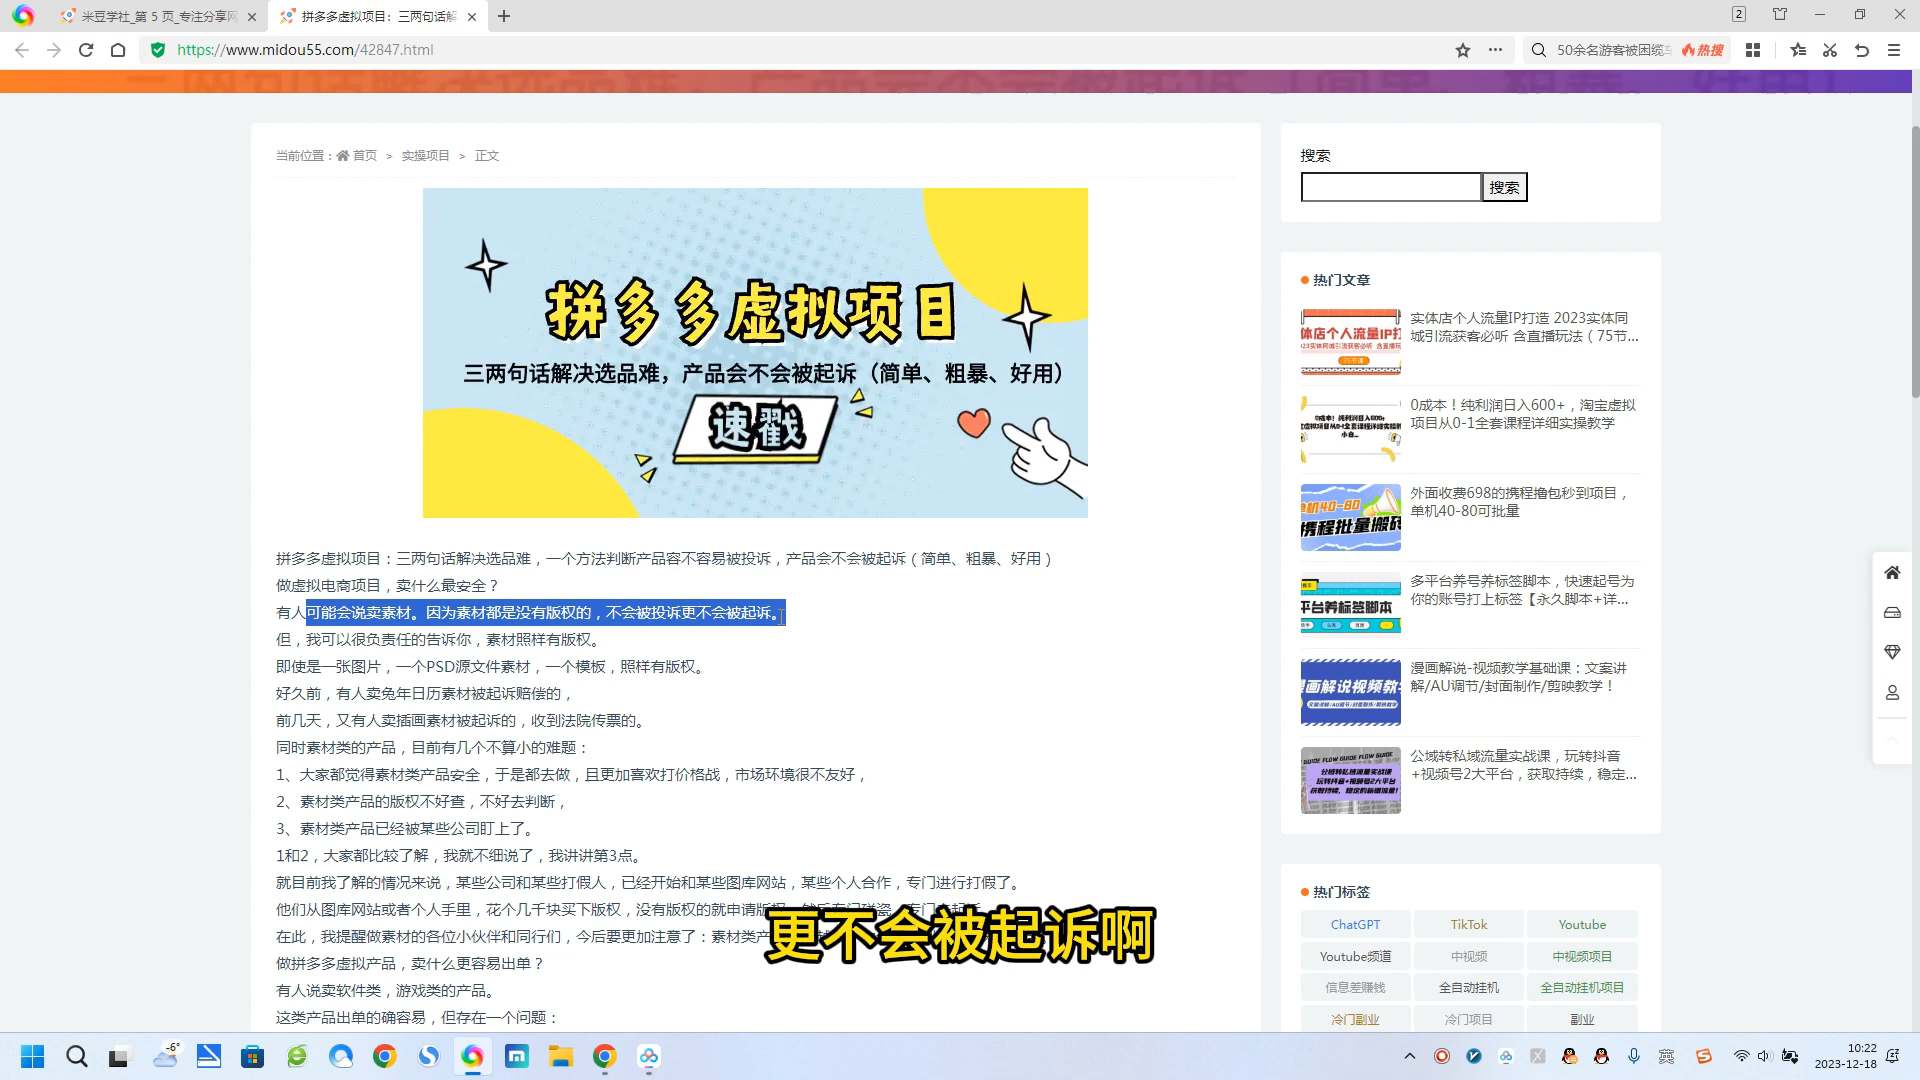 米豆学社_第 5 页_专注分享网
拼多多虚拟项目：三两句话解
2
https://www.midou55.com/42847.html
50余名游客被困缆车
热搜
当前位置： 首页 > 实操项目 > 正文
拼多多虚拟项目
三两句话解决选品难，产品会不会被起诉（简单、粗暴、好用）
速戳
拼多多虚拟项目：三两句话解决选品难，一个方法判断产品容不容易被投诉，产品会不会被起诉（简单、粗暴、好用）
做虚拟电商项目，卖什么最安全？
有人可能会说卖素材。因为素材都是没有版权的，不会被投诉更不会被起诉。
但，我可以很负责任的告诉你，素材照样有版权。
即使是一张图片，一个PSD源文件素材，一个模板，照样有版权。
好久前，有人卖兔年日历素材被起诉赔偿的，
前几天，又有人卖插画素材被起诉的，收到法院传票的。
同时素材类的产品，目前有几个不算小的难题：
1、大家都觉得素材类产品安全，于是都去做，且更加喜欢打价格战，市场环境很不友好，
2、素材类产品的版权不好查，不好去判断，
3、素材类产品已经被某些公司盯上了。
1和2，大家都比较了解，我就不细说了，我讲讲第3点。
就目前我了解的情况来说，某些公司和某些打假人，已经开始和某些图库网站，某些个人合作，专门进行打假了。
他们从图库网站或者个人手里，花个几千块买下版权，没有版权的就申请版
在此，我提醒做素材的各位小伙伴和同行们，今后要更加注意了：素材类产
做拼多多虚拟产品，卖什么更容易出单？
有人说卖软件类，游戏类的产品。
这类产品出单的确容易，但存在一个问题：
更不会被起诉啊
搜索
搜索
热门文章
实体店个人流量IP打造 2023实体同
城引流获客必听 含直播玩法（75节...
0成本！纯利润日入600+，淘宝虚拟
项目从0-1全套课程详细实操教学
外面收费698的携程撸包秒到项目，
单机40-80可批量
多平台养号养标签脚本，快速起号为
你的账号打上标签【永久脚本+详...
漫画解说-视频教学基础课：文案讲
解/AU调节/封面制作/剪映教学！
公域转私域流量实战课，玩转抖音
+视频号2大平台，获取持续，稳定...
热门标签
ChatGPT TikTok Youtube
Youtube频道 中视频 中视频项目
信息差赚钱 全自动挂机 全自动挂机项目
冷门副业 冷门项目 副业
-6°
英
10:22
2023-12-18